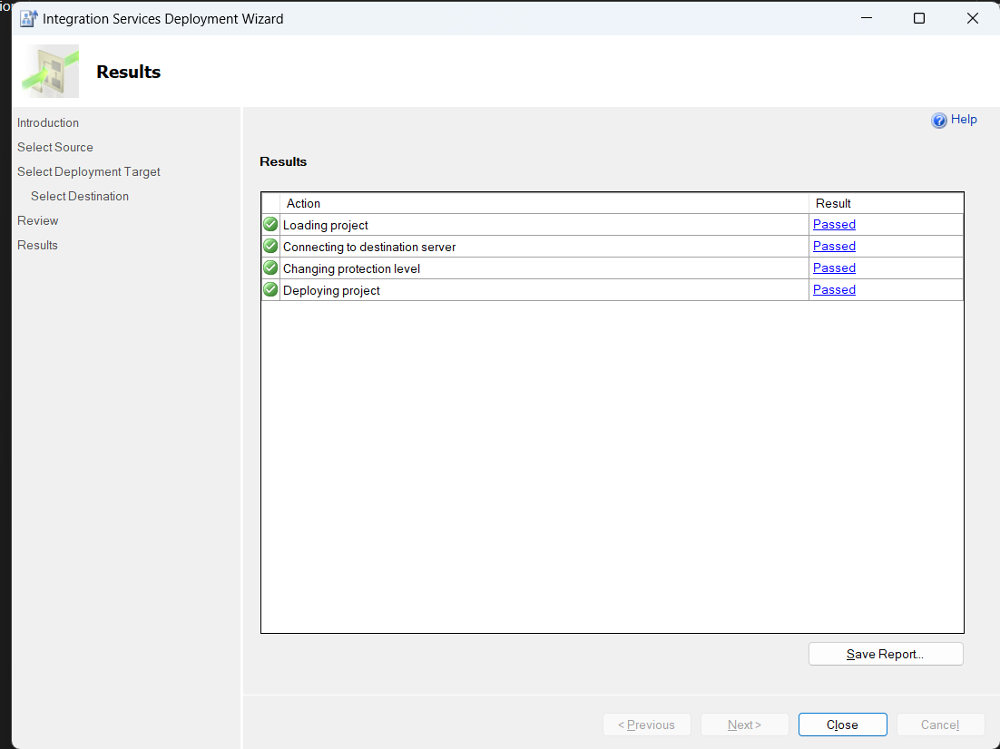 Integration Services Deployment Wizard
Results
Introduction
Select Source
Select Deployment Target
Select Destination
Review
Results
Help
Results
Action Result
Loading project Passed
Connecting to destination server Passed
Changing protection level Passed
Deploying project Passed
Save Report...
< Previous Next > Close Cancel